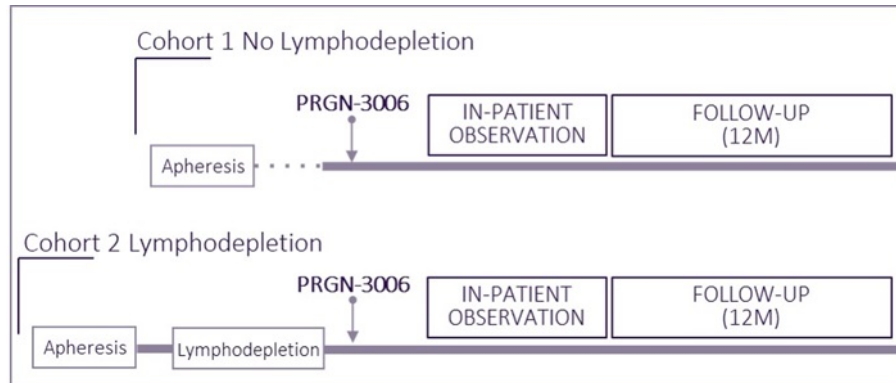 Cohort 1 No Lymphodepletion
PRGN-3006
IN-PATIENT
OBSERVATION
FOLLOW-UP
(12M)
Apheresis
Cohort 2 Lymphodepletion
PRGN-3006
IN-PATIENT
OBSERVATION
FOLLOW-UP
(12M)
Apheresis
Lymphodepletion